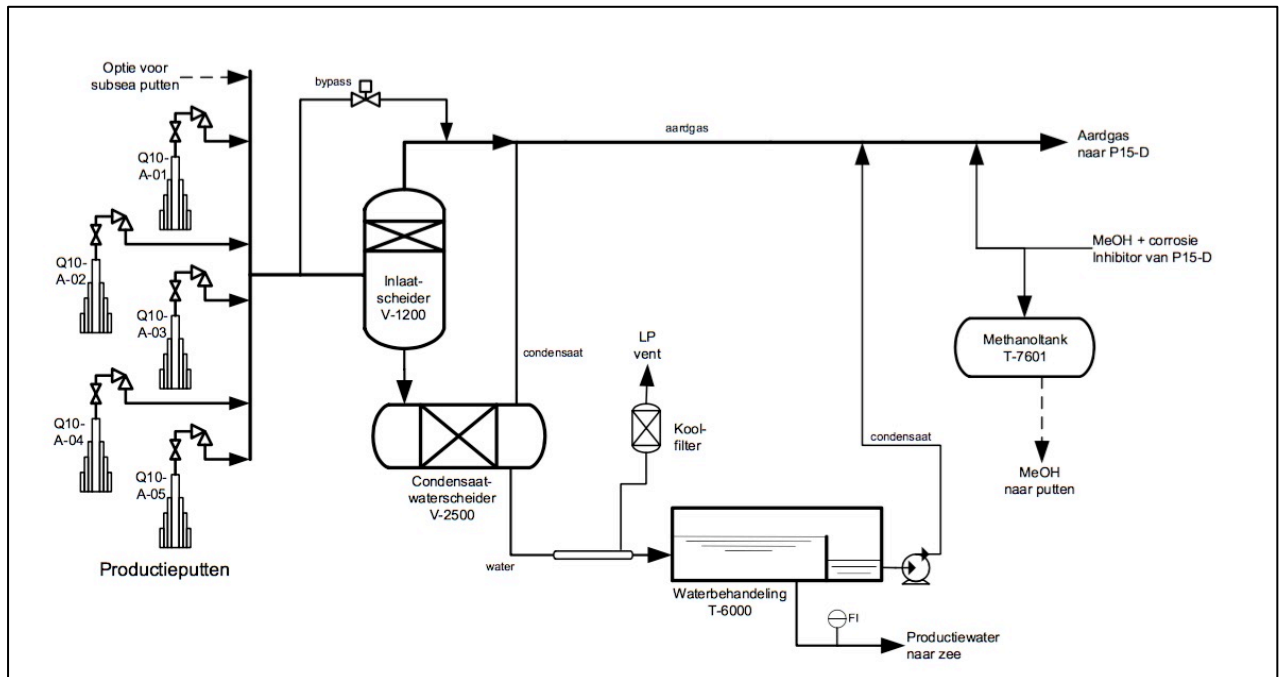 Optie voor
subsea putten
bypass
aardgas
Aardgas
naar P15-D
Q10-
A-01
Q10-
A-02
Q10-
A-03
Q10-
A-04
Q10-
A-05
Productieputten
Inlaat-
scheider
V-1200
condensaat
Condensaat-
waterscheider
V-2500
LP
vent
Kool-
filter
water
Waterbehandeling
T-6000
condensaat
FI
Productiewater
naar zee
MeOH + corrosie
Inhibitor van P15-D
Methanoltank
T-7601
MeOH
naar putten